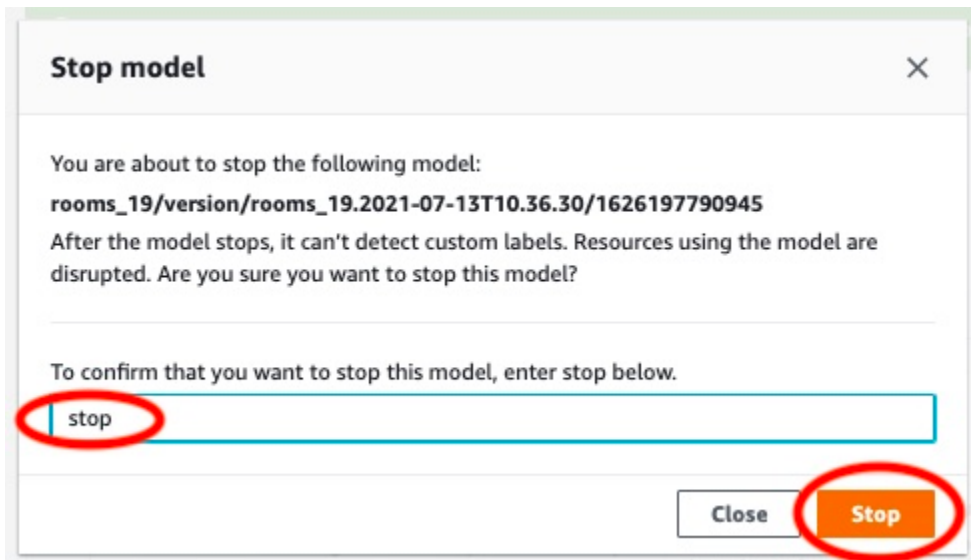 Stop model
You are about to stop the following model:
rooms_19/version/rooms_19.2021-07-13T10.36.30/1626197790945
After the model stops, it can't detect custom labels. Resources using the model are
disrupted. Are you sure you want to stop this model?
To confirm that you want to stop this model, enter stop below.
stop
Close Stop